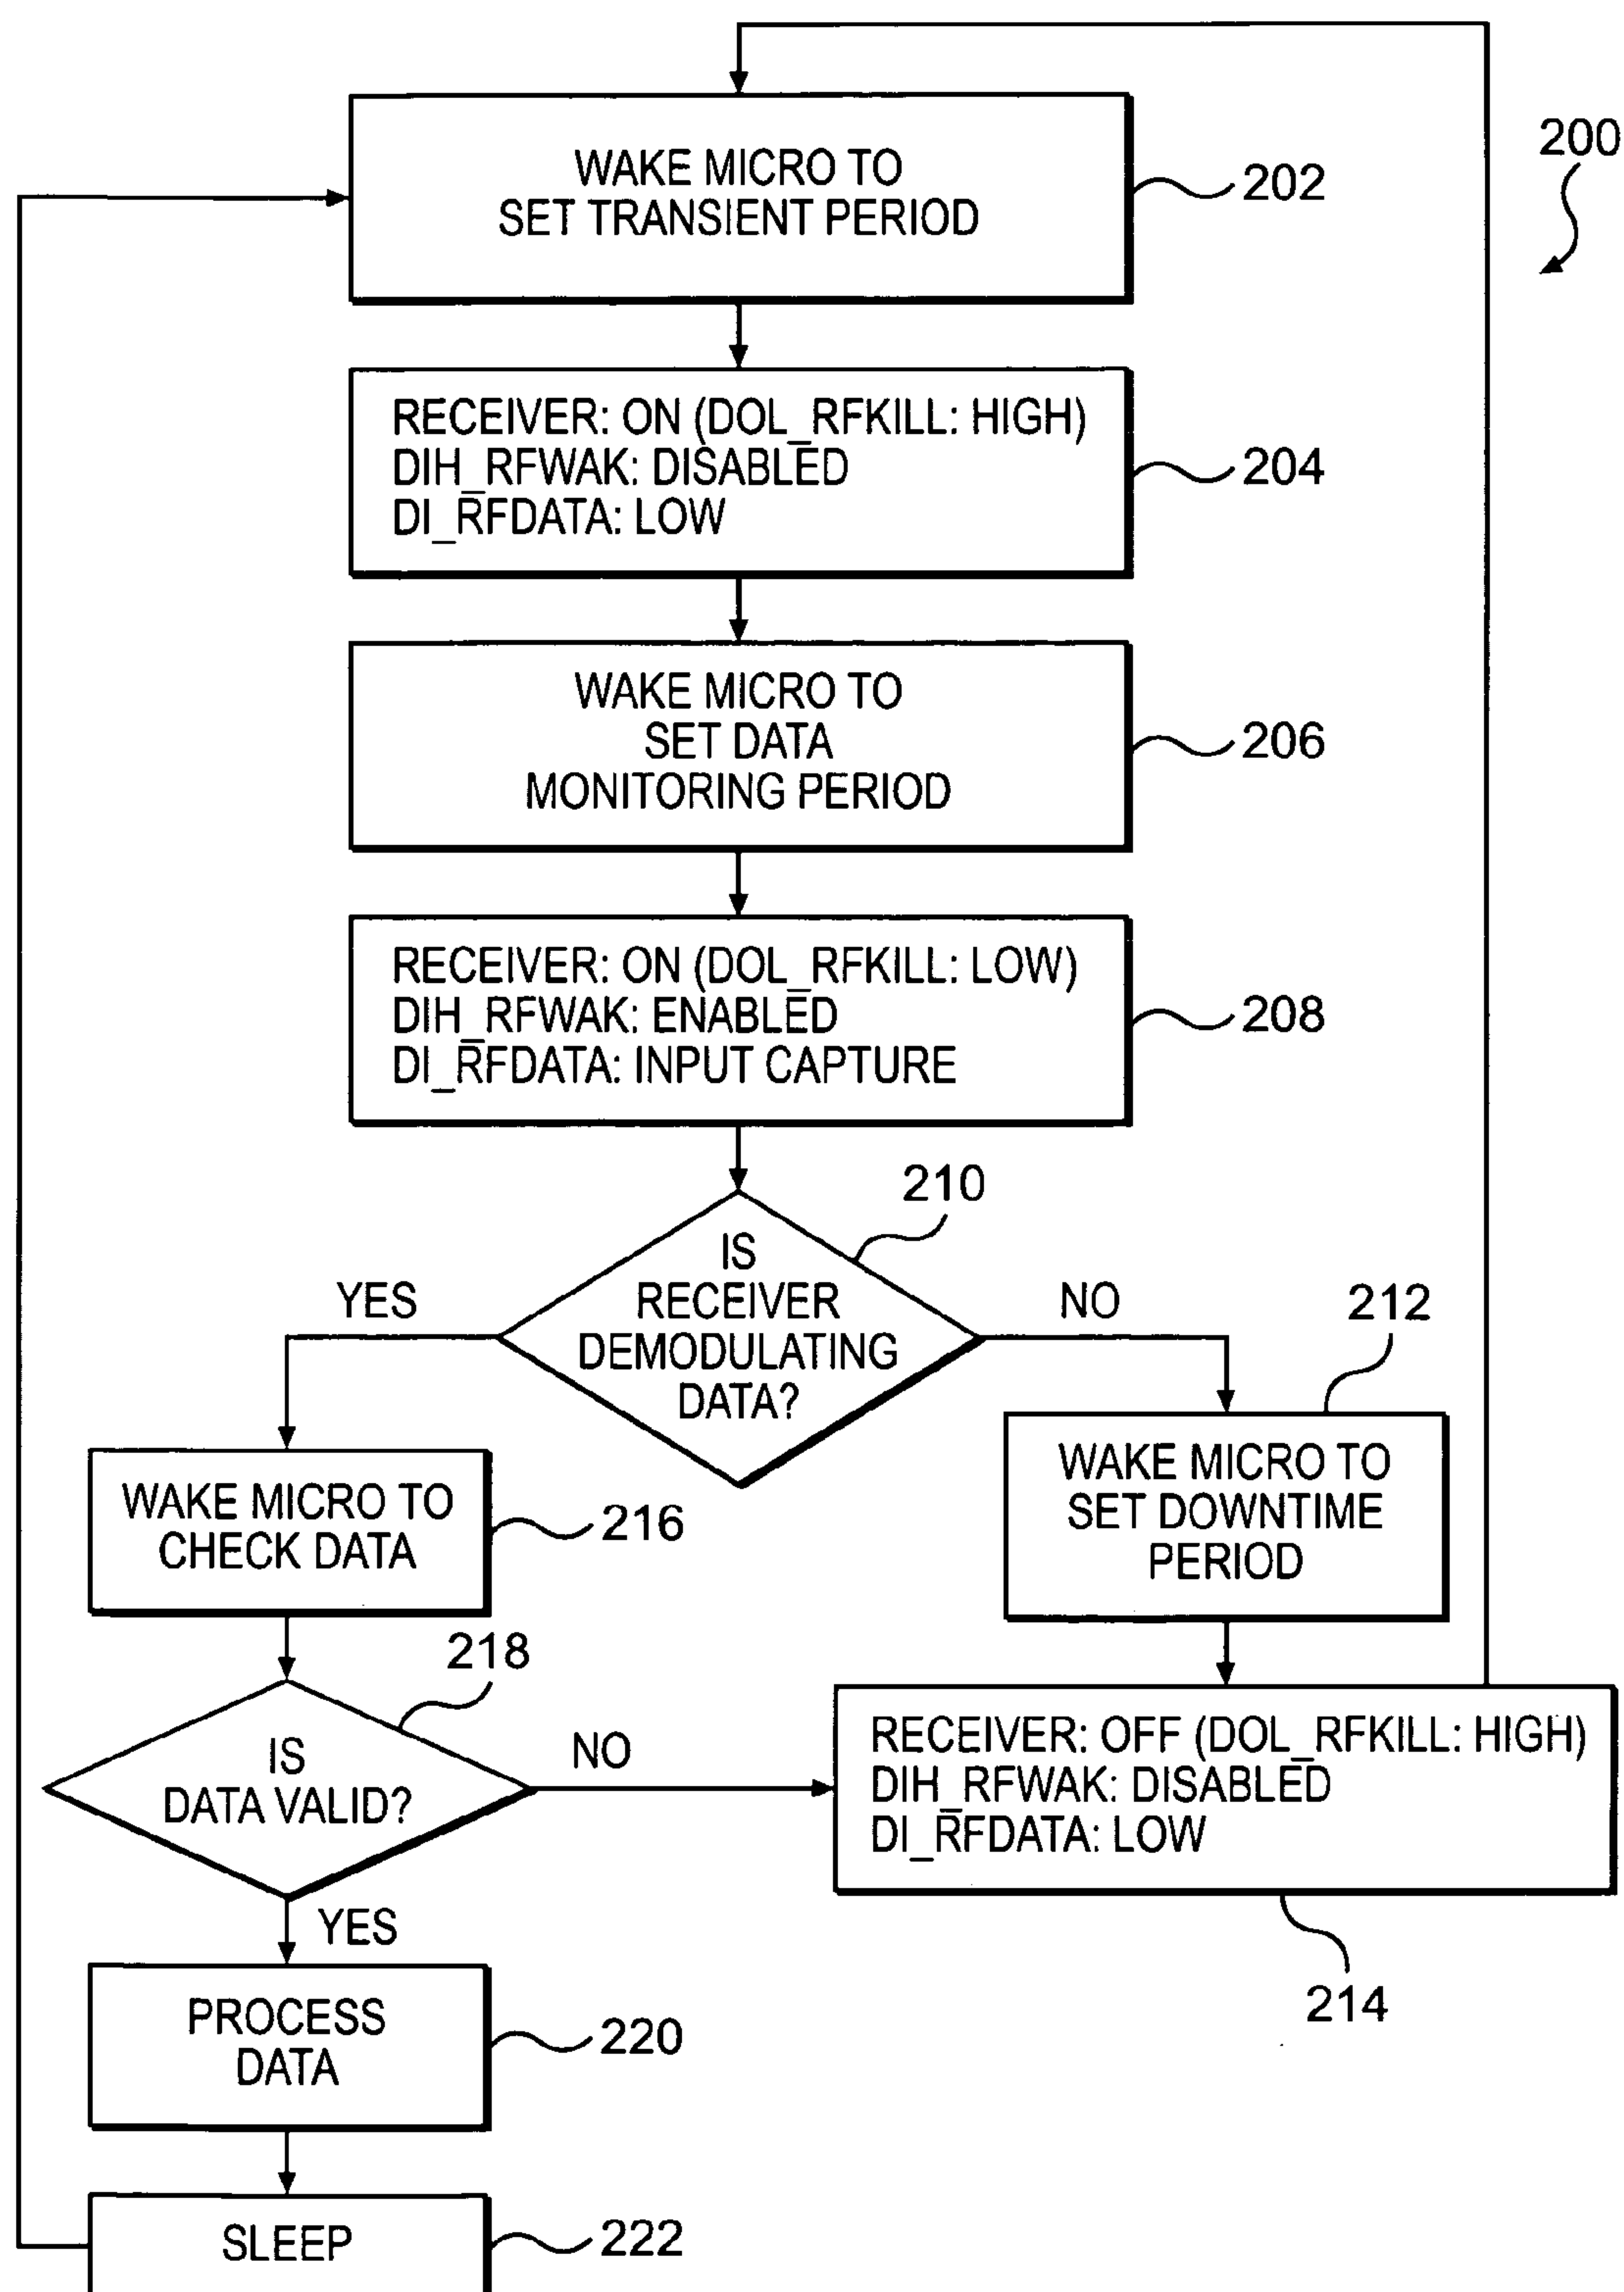 200
WAKE MICRO TO
SET TRANSIENT PERIOD
202
RECEIVER: ON (DOL_RFKILL: HIGH)
DIH_RFWAK: DISABLED
DI_RFDATA: LOW
204
WAKE MICRO TO
SET DATA
MONITORING PERIOD
206
RECEIVER: ON (DOL_RFKILL: LOW)
DIH_RFWAK: ENABLED
DI_RFDATA: INPUT CAPTURE
208
210
IS
RECEIVER
DEMODULATING
DATA?
YES
NO
212
WAKE MICRO TO
SET DOWNTIME
PERIOD
WAKE MICRO TO
CHECK DATA
216
218
IS
DATA VALID?
NO
RECEIVER: OFF (DOL_RFKILL: HIGH)
DIH_RFWAK: DISABLED
DI_RFDATA: LOW
214
YES
PROCESS
DATA
220
SLEEP
222